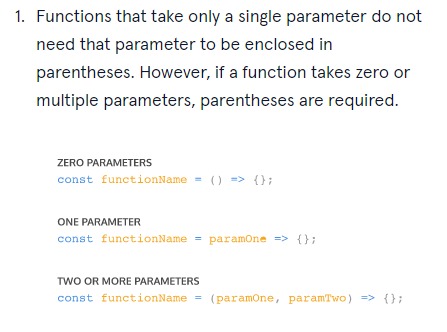 1. Functions that take only a single parameter do not
need that parameter to be enclosed in
parentheses. However, if a function takes zero or
multiple parameters, parentheses are required.
ZERO PARAMETERS
const functionName = () => {};
ONE PARAMETER
const functionName = paramOne => {};
TWO OR MORE PARAMETERS
const functionName = (paramOne, paramTwo) => {};